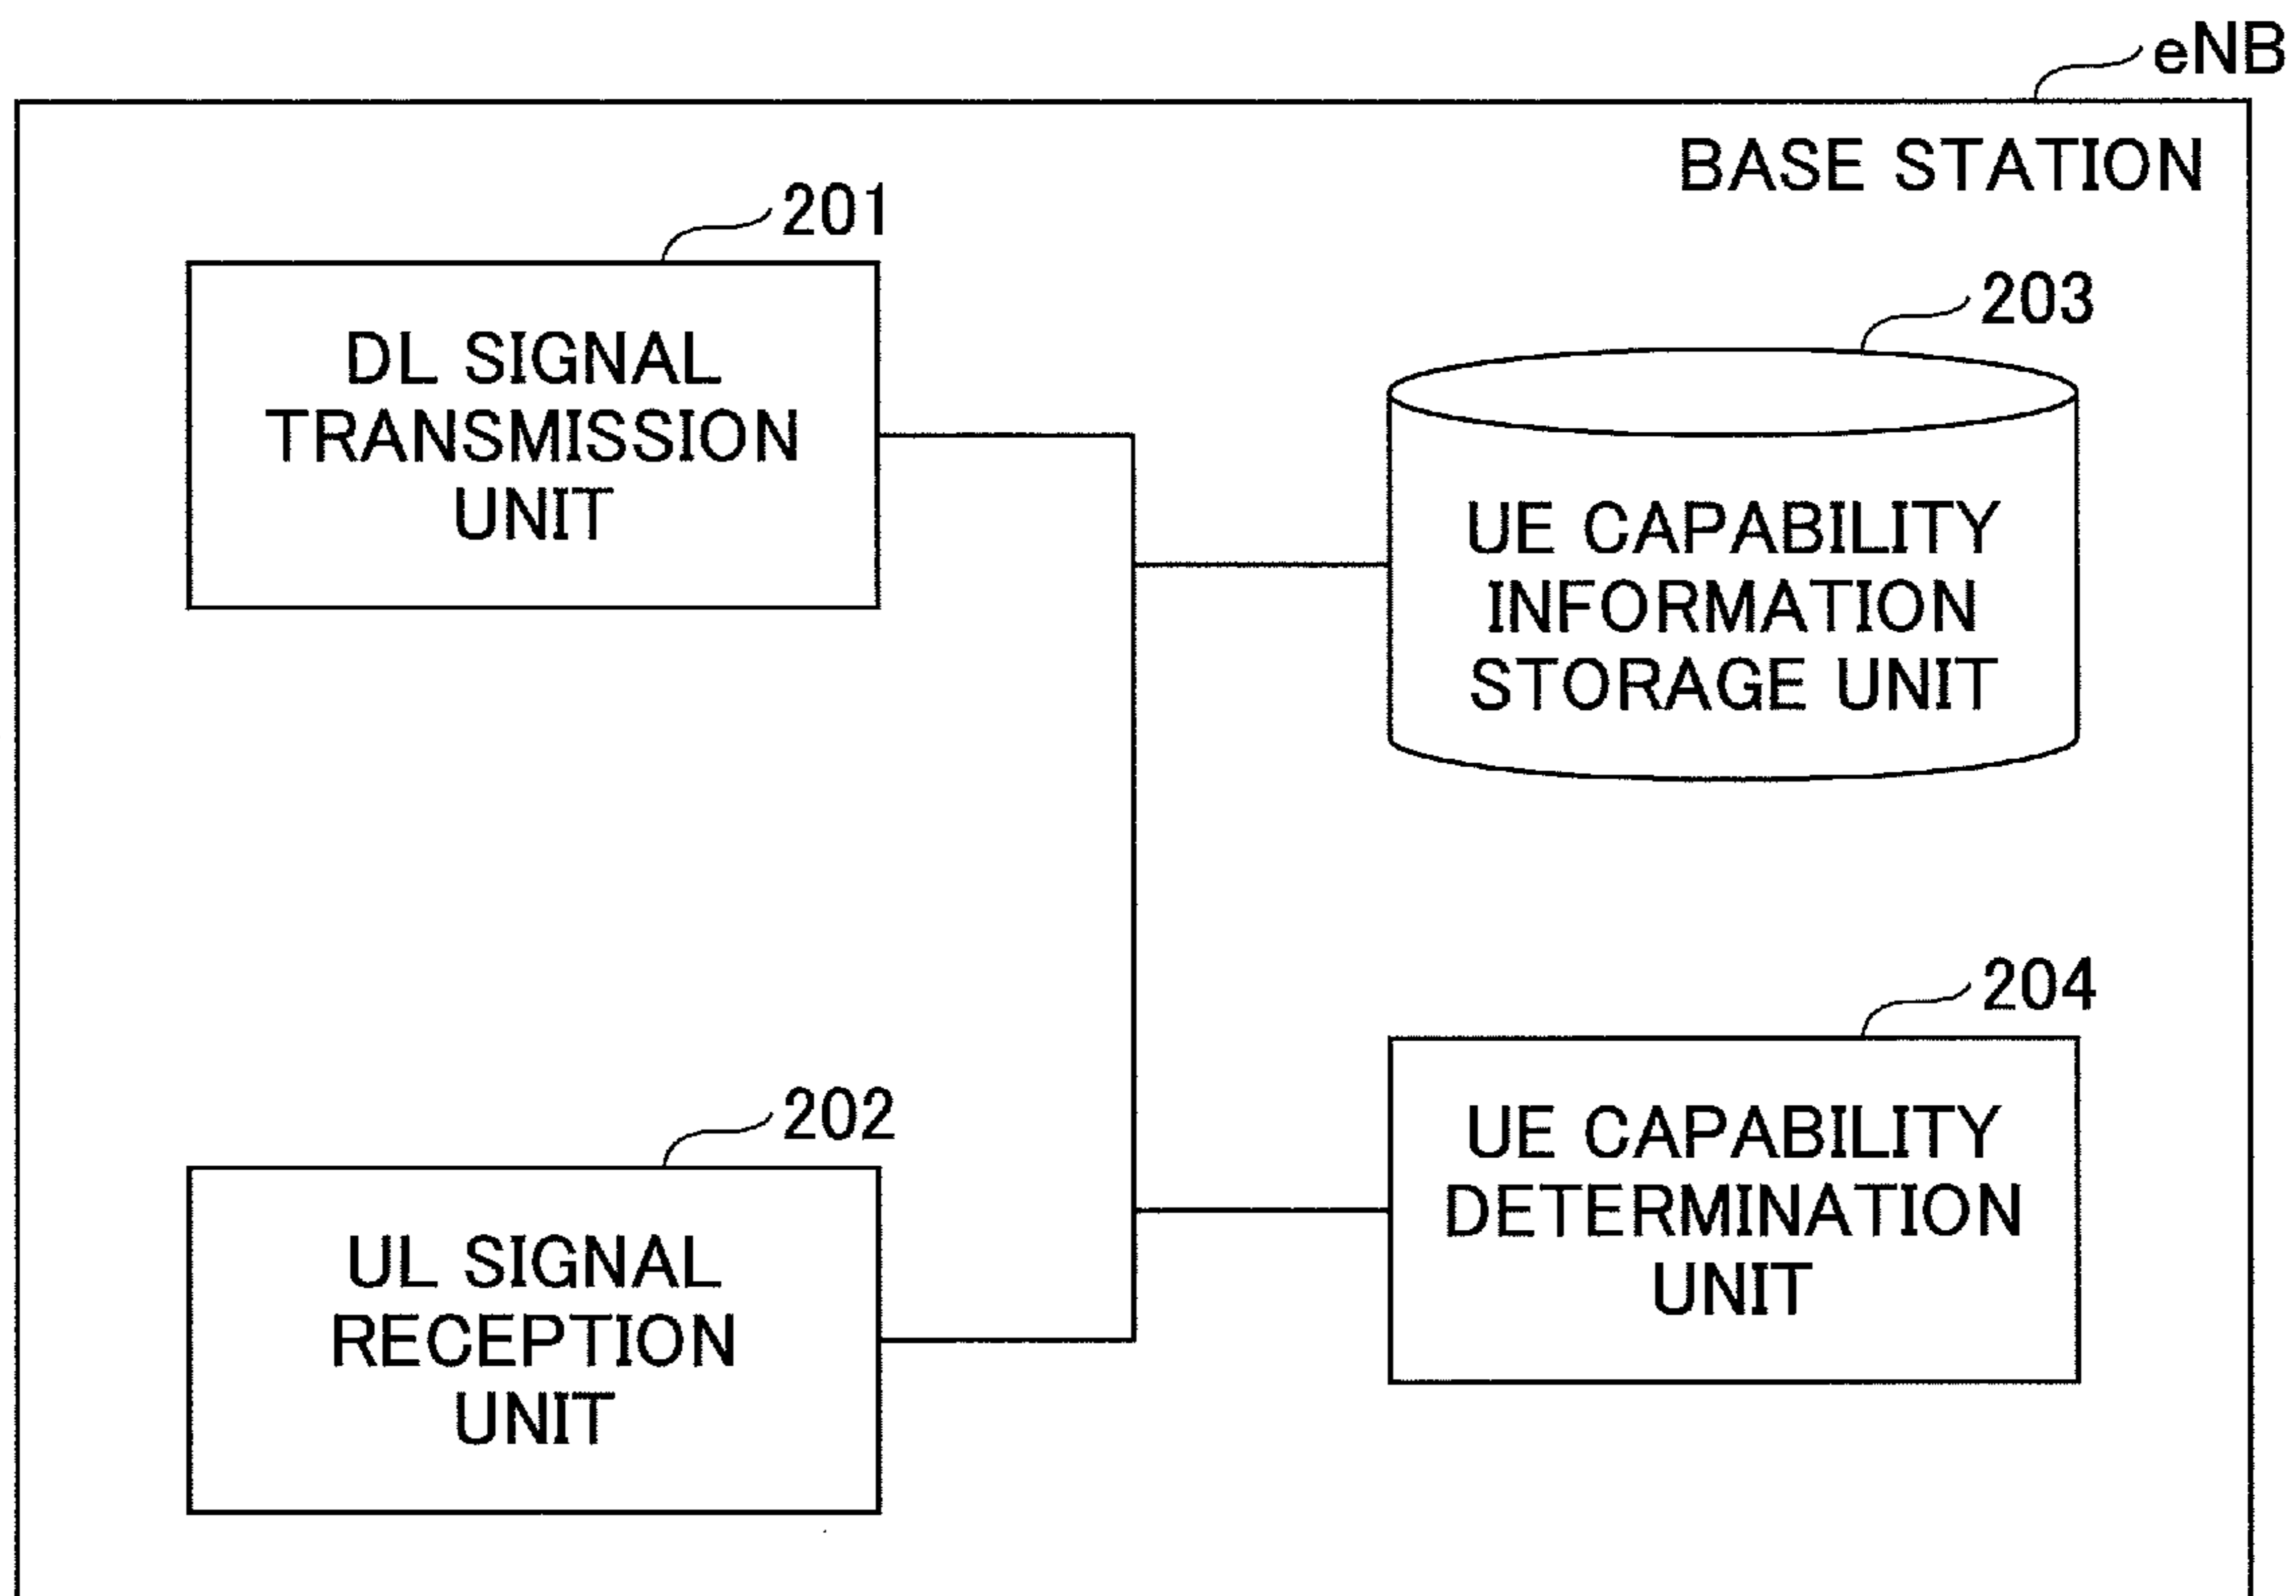 eNB
BASE STATION
201
DL SIGNAL
TRANSMISSION
UNIT
203
UE CAPABILITY
INFORMATION
STORAGE UNIT
202
UL SIGNAL
RECEPTION
UNIT
204
UE CAPABILITY
DETERMINATION
UNIT